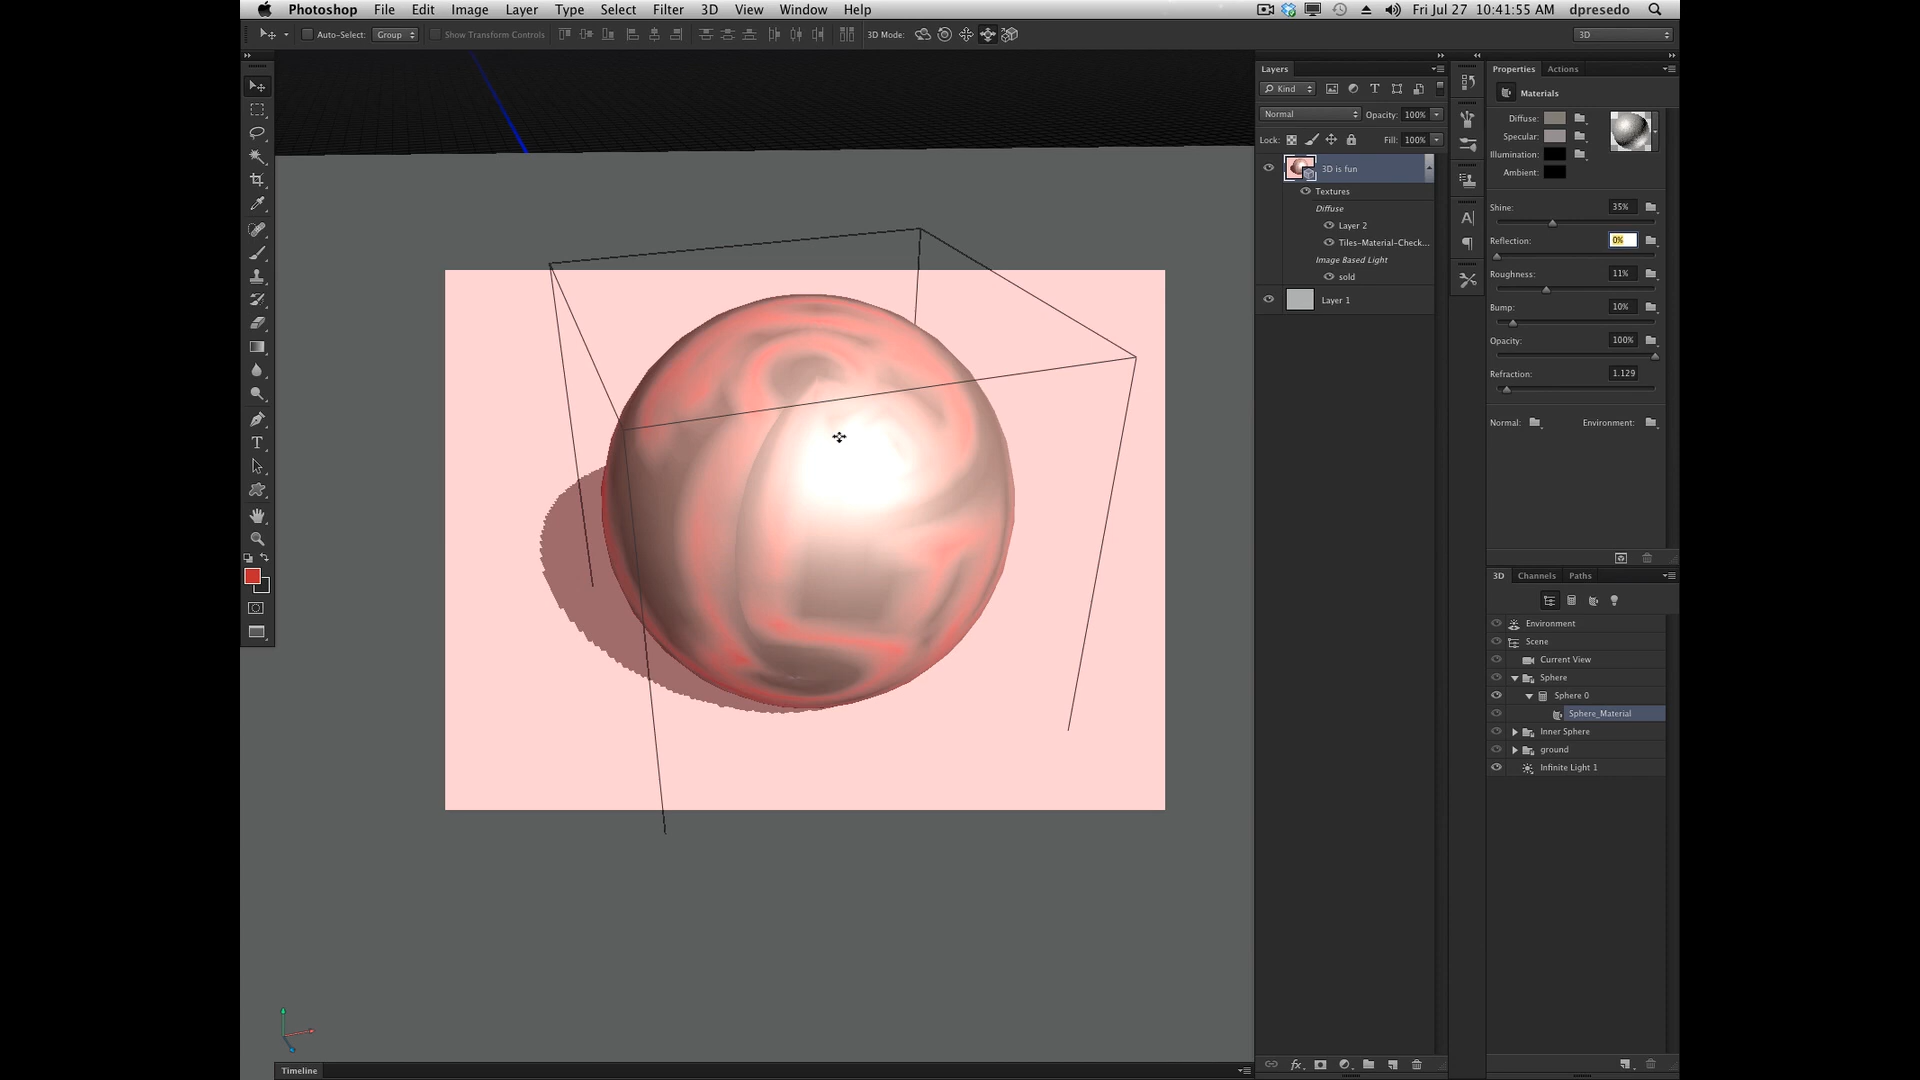 Photoshop File Edit Image Layer Type Select Filter 3D View Window Help
Fri Jul 27 10:41:55 AM dpresedo
Auto-Select: Group Show Transform Controls 3D Mode: 3D
Layers
Kind
Normal Opacity: 100%
Lock: Fill: 100%
3D is fun
Textures
Diffuse
Layer 2
Tiles-Material-Check...
Image Based Light
sold
Layer 1
fx.
Properties Actions
Materials
Diffuse:
Specular:
Illumination:
Ambient:
Shine: 35%
Reflection: 0%
Roughness: 11%
Bump: 10%
Opacity: 100%
Refraction: 1.129
Normal: Environment:
3D Channels Paths
Environment
Scene
Current View
Sphere
Sphere 0
Sphere_Material
Inner Sphere
ground
Infinite Light 1
Timeline